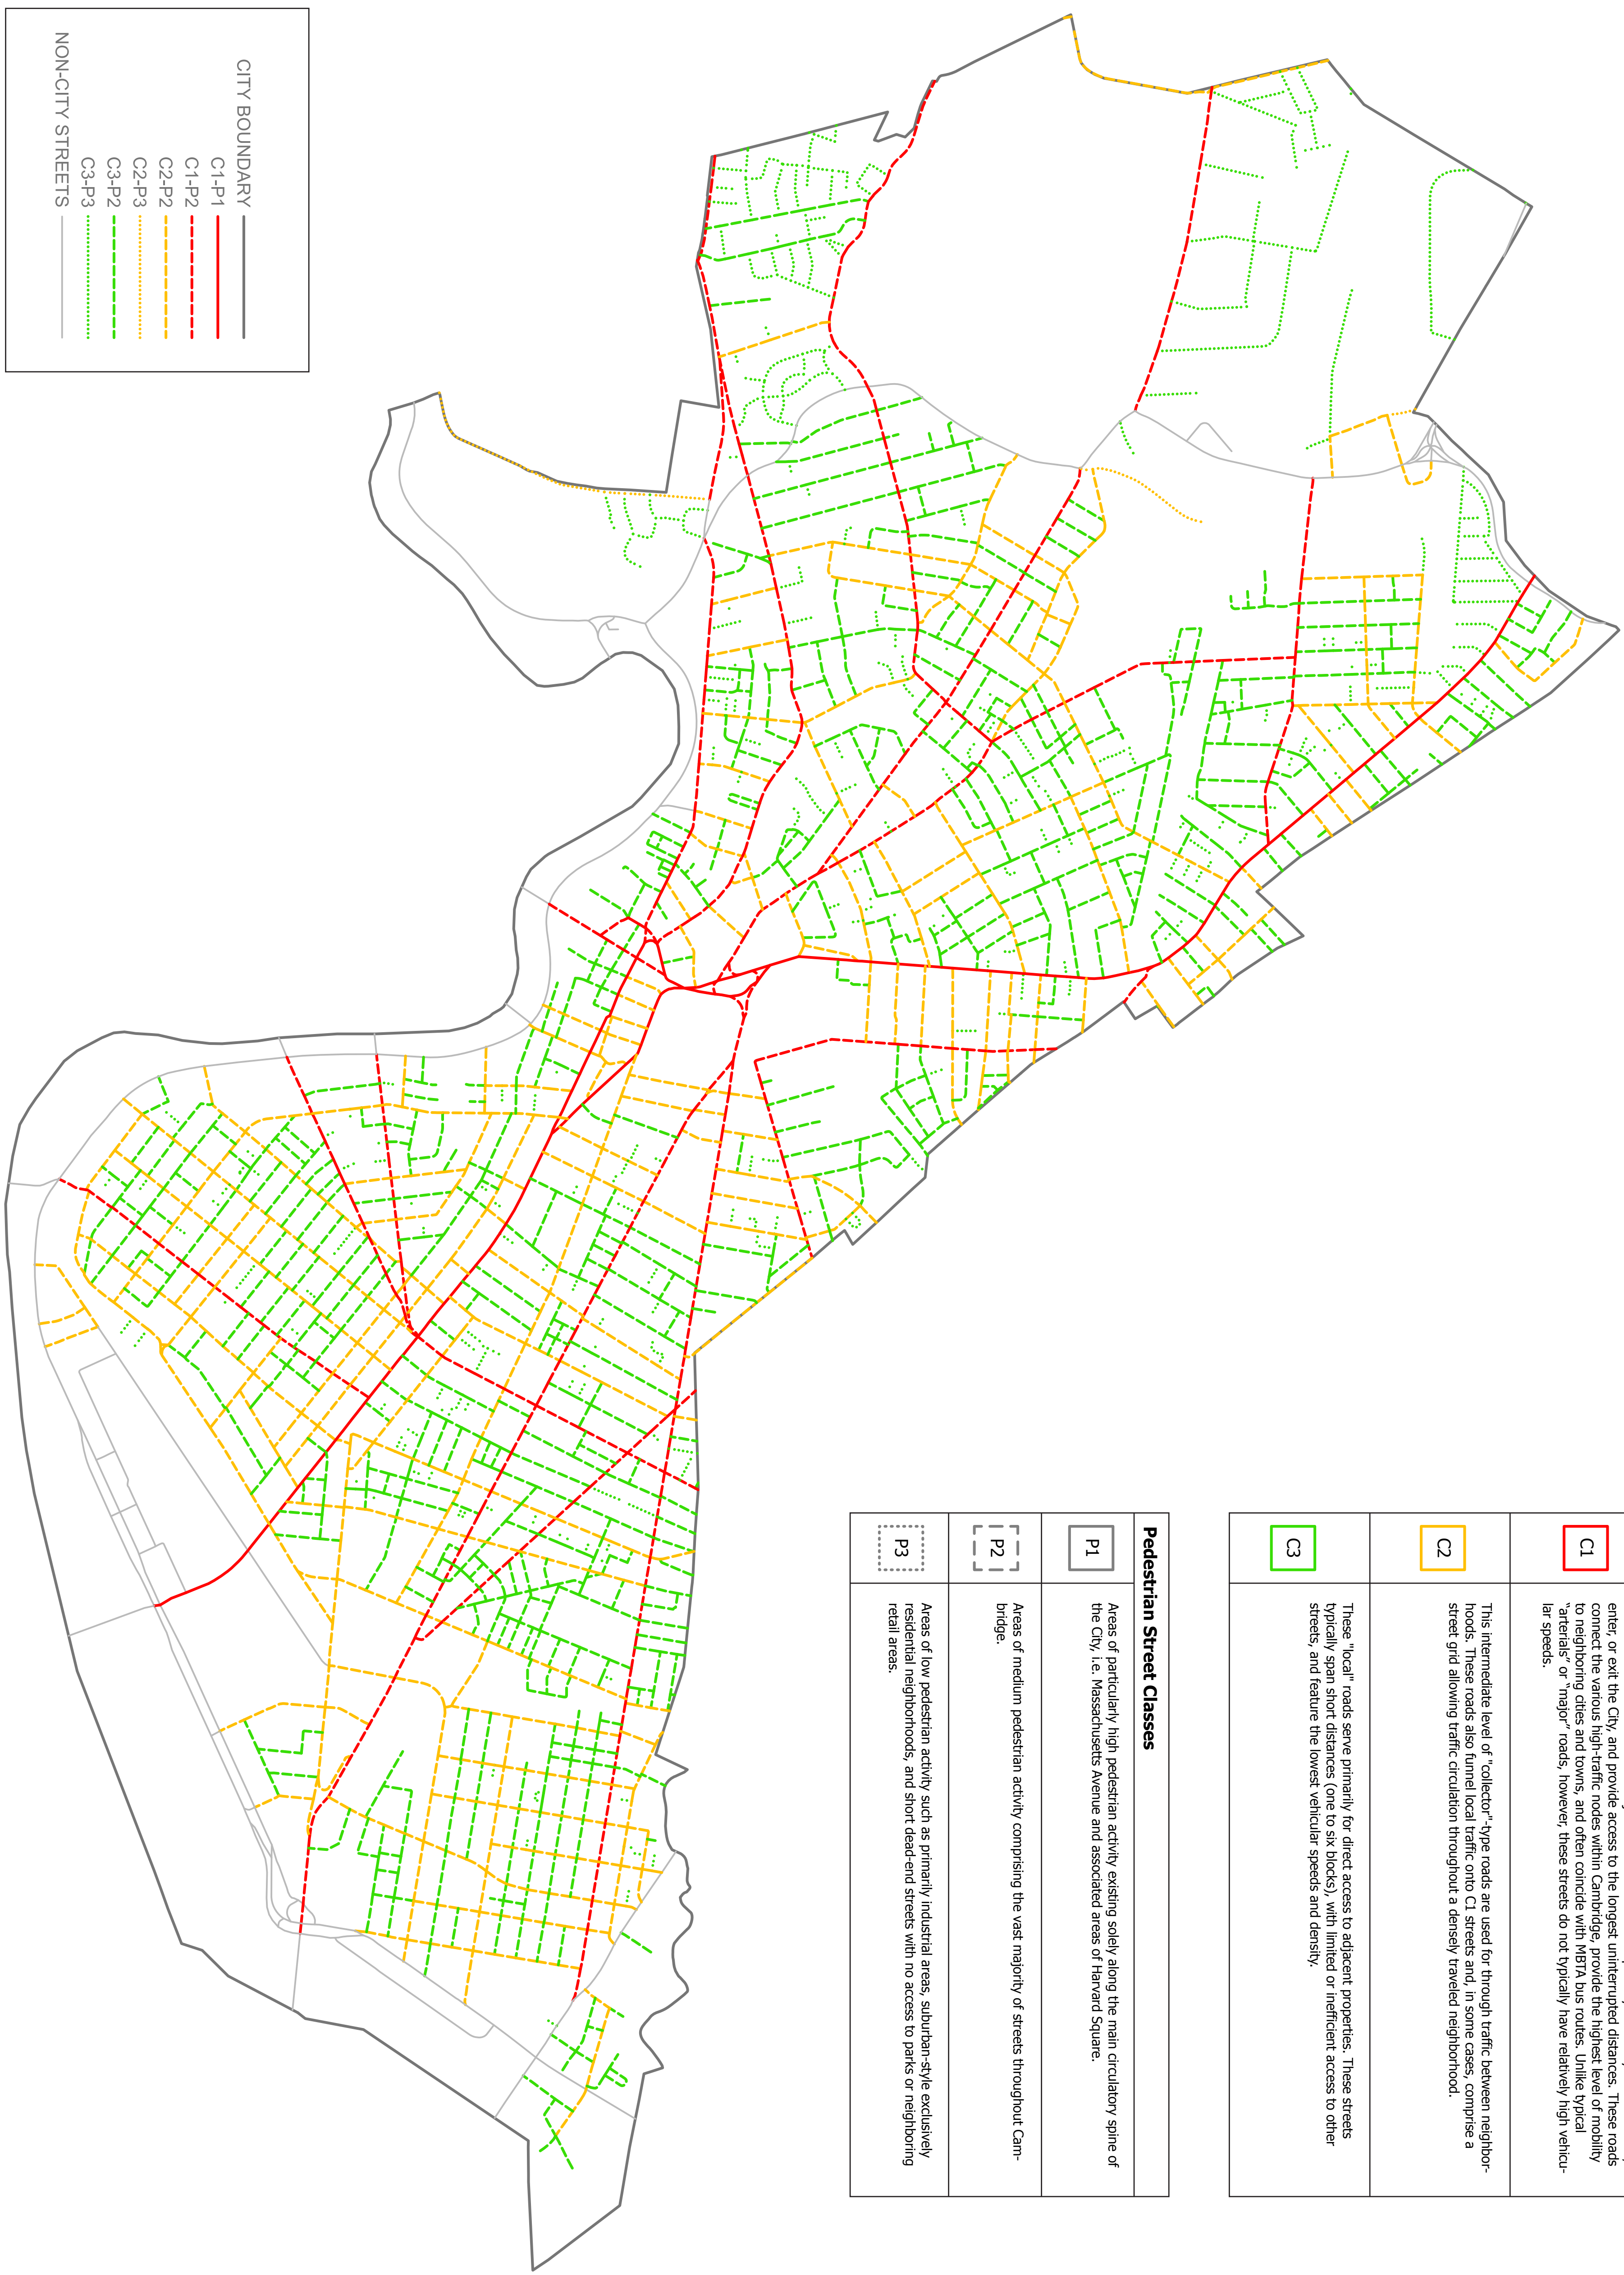 C1
enter, or exit the City, and provide access to the longest uninterrupted distances. These roads
connect the various high-traffic nodes within Cambridge, provide the highest level of mobility
to neighboring cities and towns, and often coincide with MBTA bus routes. Unlike typical
"arterials" or "major" roads, however, these streets do not typically have relatively high vehicu-
lar speeds.
C2
This intermediate level of "collector"-type roads are used for through traffic between neighbor-
hoods. These roads also funnel local traffic onto C1 streets and, in some cases, comprise a
street grid allowing traffic circulation throughout a densely traveled neighborhood.
C3
These "local" roads serve primarily for direct access to adjacent properties. These streets
typically span short distances (one to six blocks), with limited or inefficient access to other
streets, and feature the lowest vehicular speeds and density.
Pedestrian Street Classes
P1
Areas of particularly high pedestrian activity existing solely along the main circulatory spine of
the City, i.e. Massachusetts Avenue and associated areas of Harvard Square.
P2
Areas of medium pedestrian activity comprising the vast majority of streets throughout Cam-
bridge.
P3
Areas of low pedestrian activity such as primarily industrial areas, suburban-style exclusively
residential neighborhoods, and short dead-end streets with no access to parks or neighboring
retail areas.
CITY BOUNDARY
C1-P1
C1-P2
C2-P2
C2-P3
C3-P2
C3-P3
NON-CITY STREETS